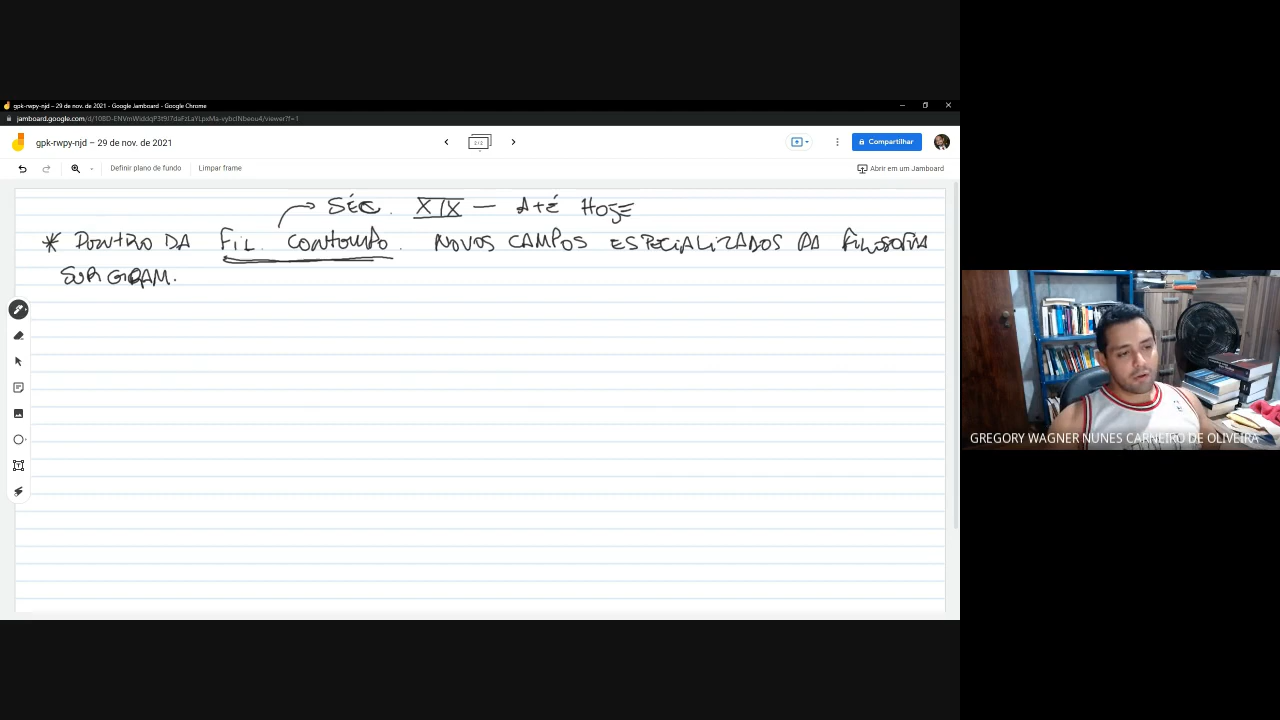 gpk-rwpy-njd – 29 de nov. de 2021 - Google Jamboard - Google Chrome
gpk-rwpy-njd – 29 de nov. de 2021
Compartilhar
Definir plano de fundo
Limpar frame
Abrir em um Jamboard
SÉC. XIX — ATÉ HOJE
* DENTRO DA FIL. CONTEMP. NOVOS CAMPOS ESPECIALIZADOS DA FILOSOFIA
SURGIRAM.
GREGORY WAGNER NUNES CARNEIRO DE OLIVEIRA